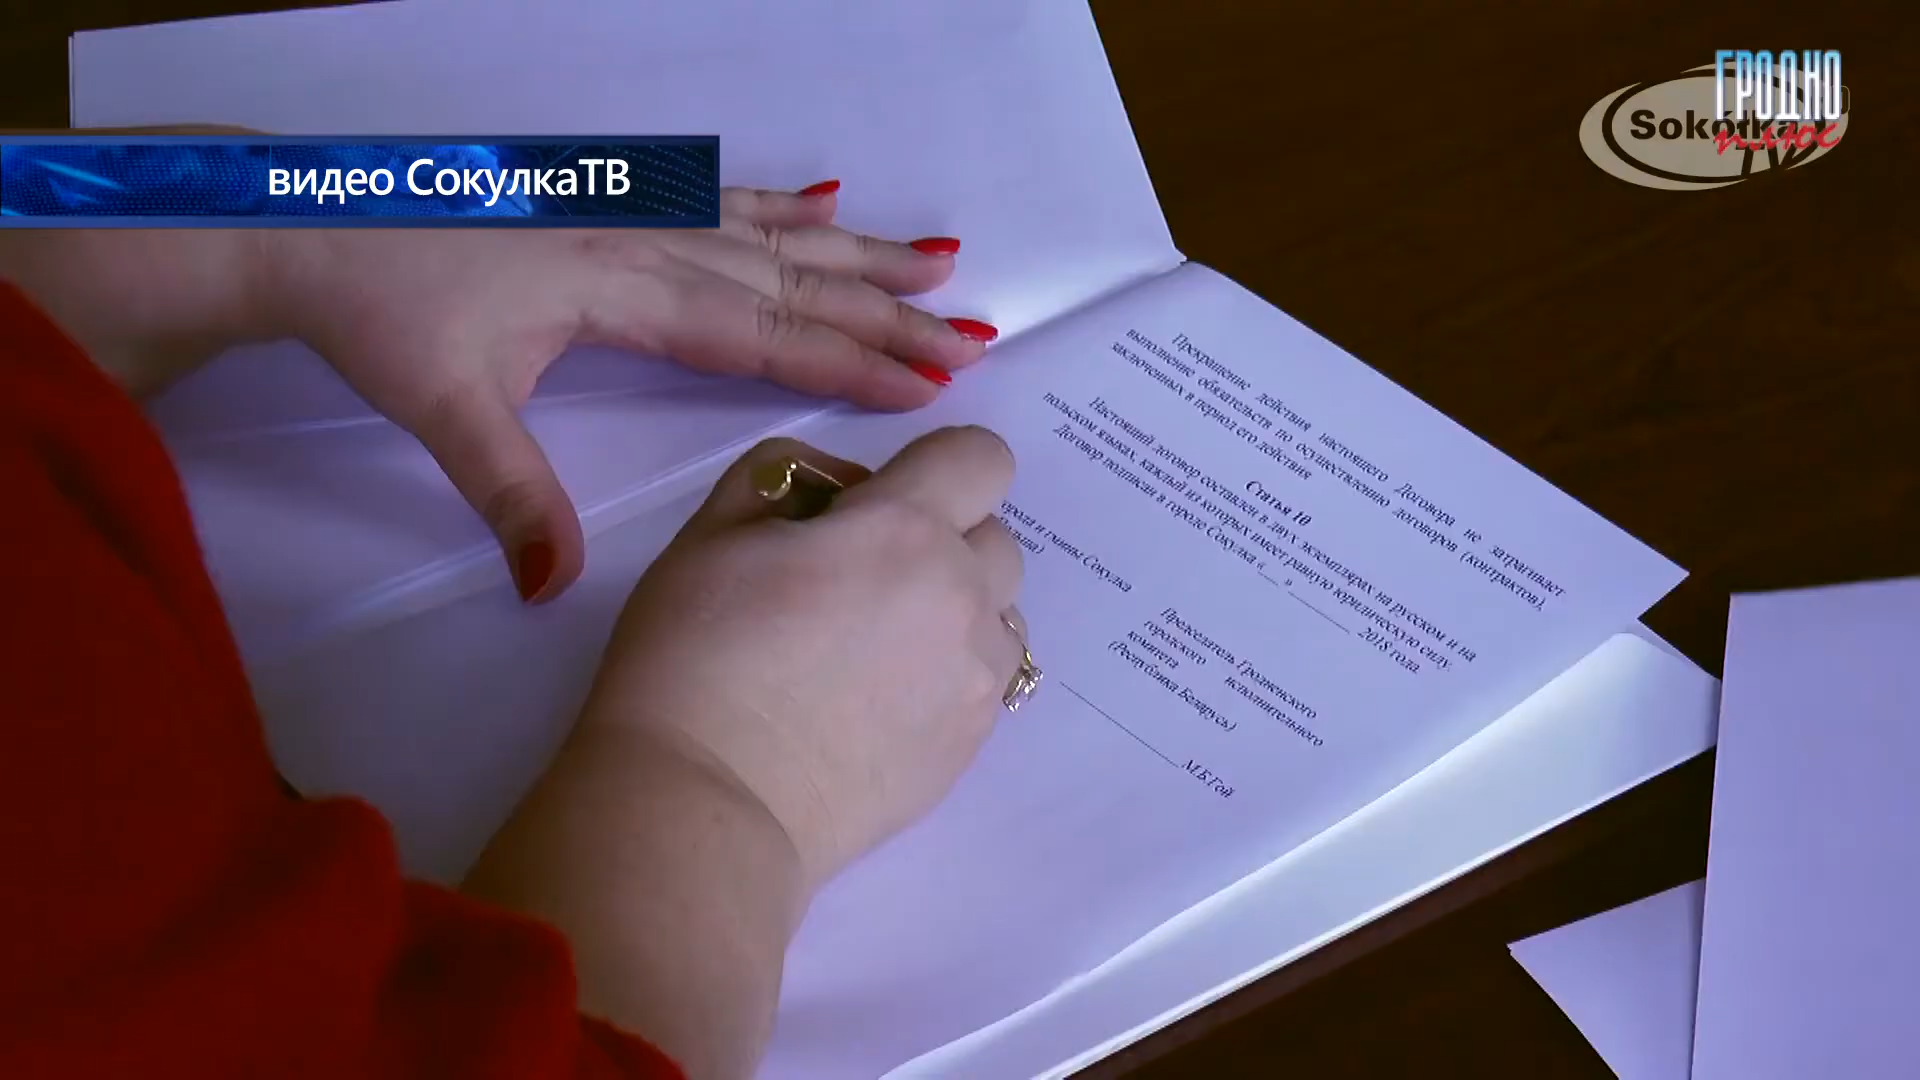 видео СокулкаТВ
Sokółka
TV
ГРОДНО
плюс
Прекращение действия настоящего Договора не затрагивает
выполнение обязательств по осуществлению договоров (контрактов),
заключенных в период его действия
Статья 10
Настоящий договор составлен в двух экземплярах на русском и на
польском языках, каждый из которых имеет равную юридическую силу.
Договор подписан в городе Сокулка «___ » ________ 2018 года.
орода и гмины Сокулка
Польша)
Председатель Гродненского
городского исполнительного
комитета
(Республика Беларусь)
М.Б.Гой